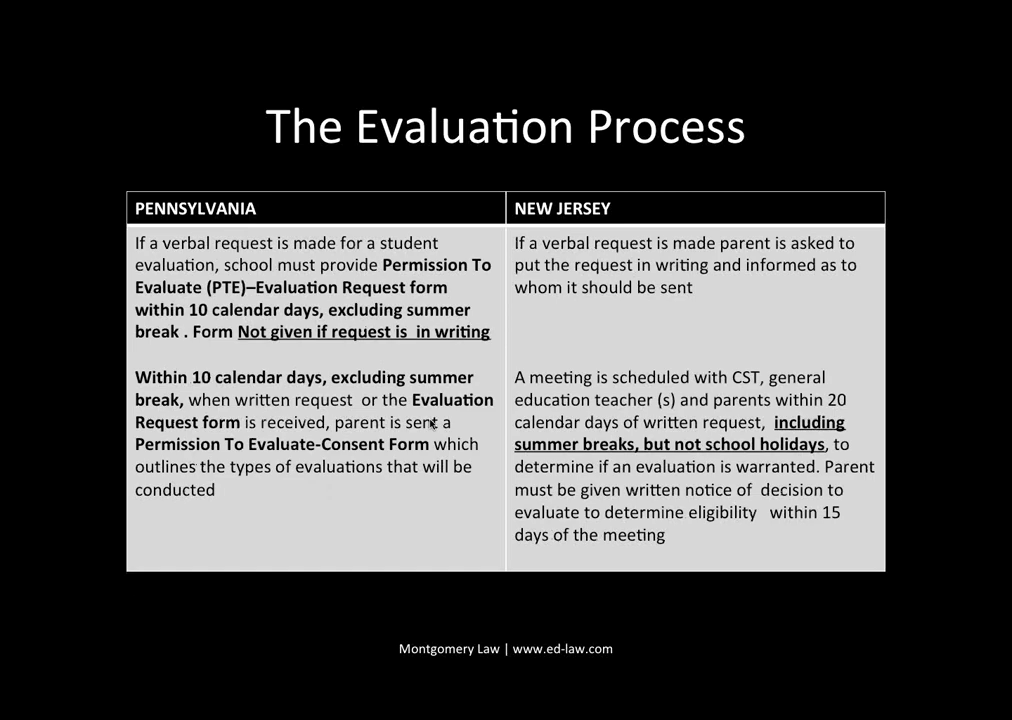 The Evaluation Process
PENNSYLVANIA
NEW JERSEY
If a verbal request is made for a student
evaluation, school must provide Permission To
Evaluate (PTE)–Evaluation Request form
within 10 calendar days, excluding summer
break . Form Not given if request is in writing
Within 10 calendar days, excluding summer
break, when written request or the Evaluation
Request form is received, parent is sent a
Permission To Evaluate-Consent Form which
outlines the types of evaluations that will be
conducted
If a verbal request is made parent is asked to
put the request in writing and informed as to
whom it should be sent
A meeting is scheduled with CST, general
education teacher (s) and parents within 20
calendar days of written request, including
summer breaks, but not school holidays, to
determine if an evaluation is warranted. Parent
must be given written notice of decision to
evaluate to determine eligibility within 15
days of the meeting
Montgomery Law | www.ed-law.com